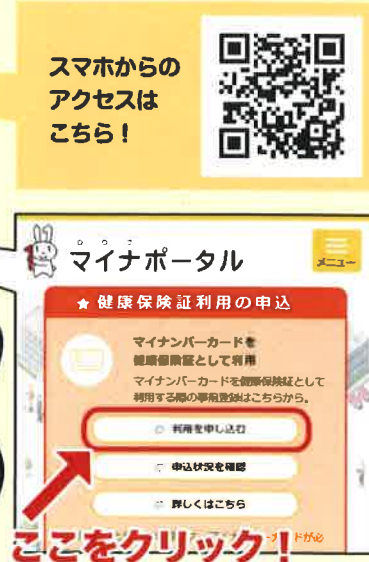 スマホからの
アクセスは
こちら！
マイナポータル
メニュー
★ 健康保険証利用の申込
マイナンバーカードを
健康保険証として利用
マイナンバーカードを健康保険証として
利用する際の事前登録はこちらから。
利用を申し込む
申込状況を確認
詳しくはこちら
ここをクリック！
ドが必